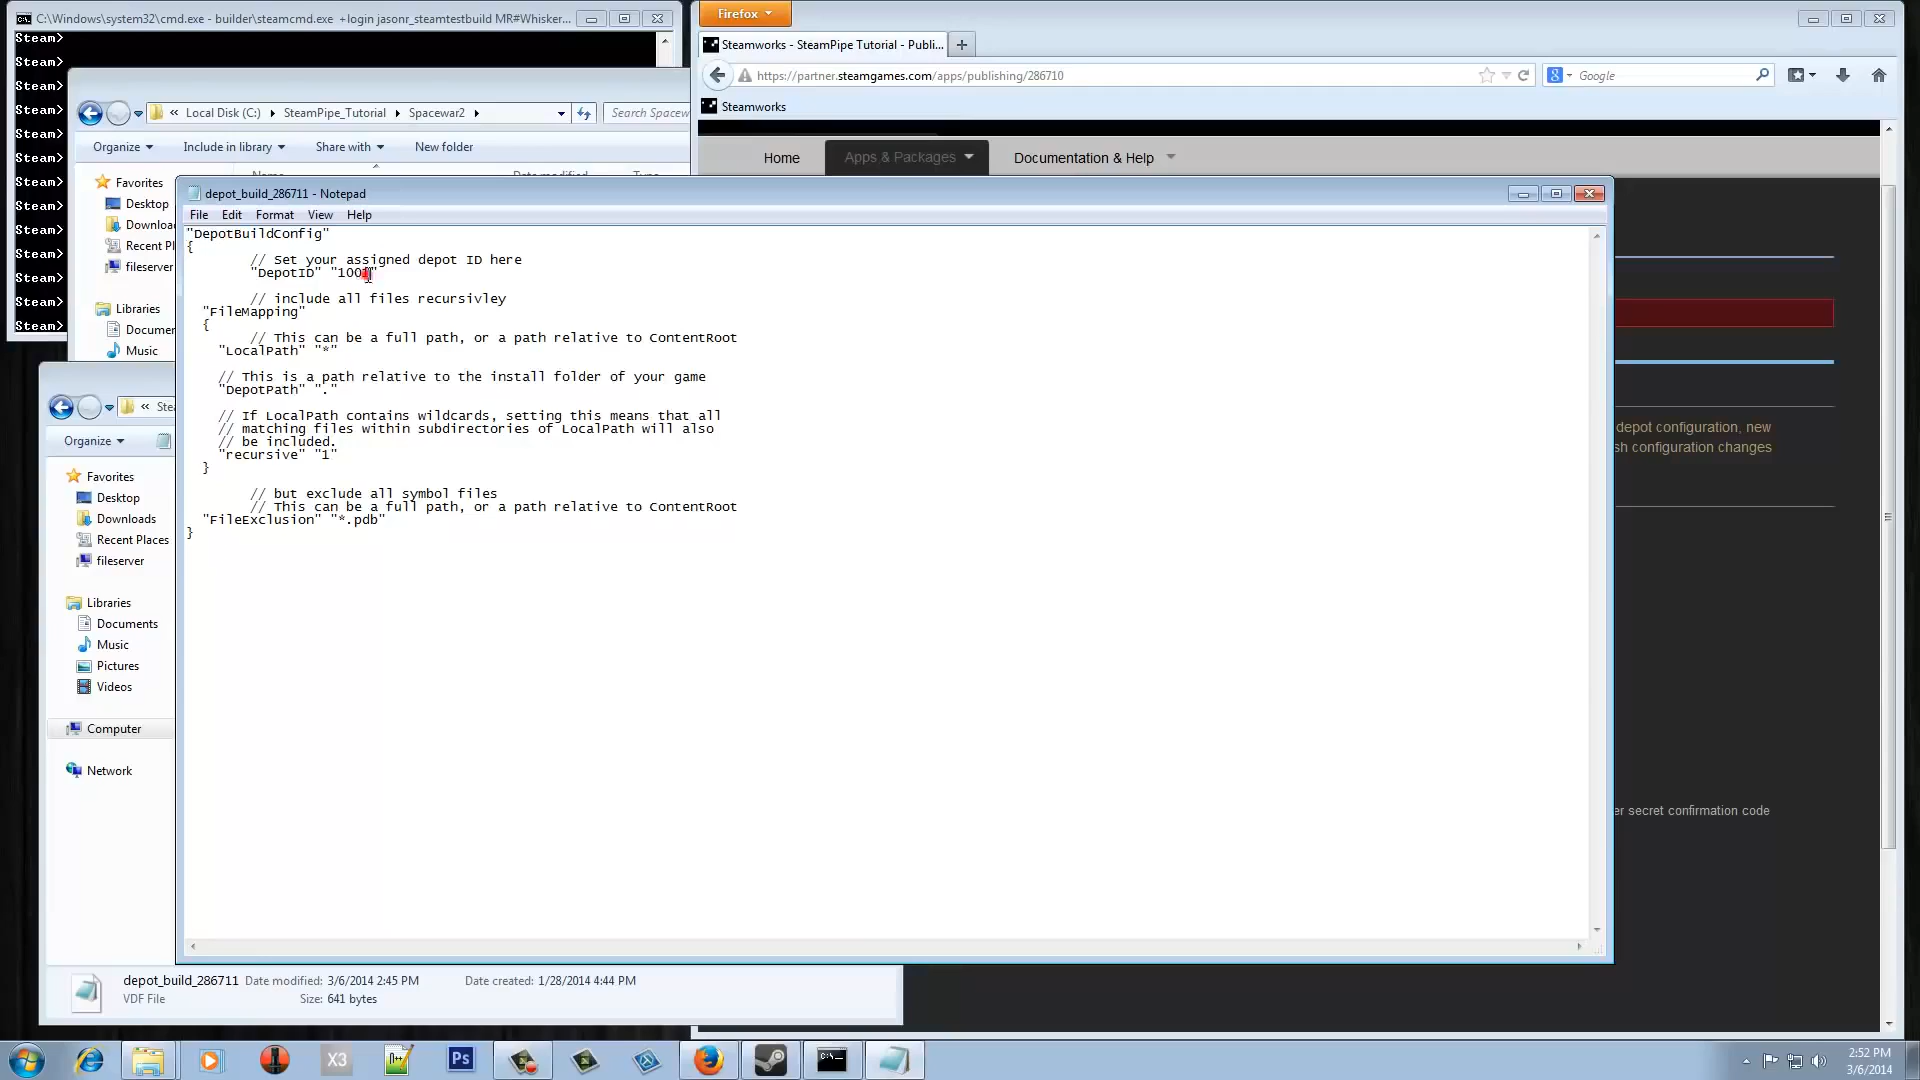 C:\Windows\system32\cmd.exe - builder\steamcmd.exe +login jasonr_steamtestbuild MR#Whisker...
Steam>
Steam>
Steam>
Steam>
Steam>
Steam>
Steam>
Steam>
Steam>
Steam>
Steam>
Steam>
Steam>
Local Disk (C:)
SteamPipe_Tutorial
Spacewar2
Search Spacew
Organize
Include in library
Share with
New folder
Favorites
Desktop
Downloa
Recent P
fileserver
Libraries
Documer
Music
Ste
Organize
Favorites
Desktop
Downloads
Recent Places
fileserver
Libraries
Documents
Music
Pictures
Videos
Computer
Network
depot_build_286711 Date modified: 3/6/2014 2:45 PM Date created: 1/28/2014 4:44 PM
VDF File Size: 641 bytes
Firefox
Steamworks - SteamPipe Tutorial - Publi...
https://partner.steamgames.com/apps/publishing/286710
Google
Steamworks
Home
Apps & Packages
Documentation & Help
depot configuration, new
sh configuration changes
er secret confirmation code
depot_build_286711 - Notepad
File Edit Format View Help
"DepotBuildConfig"
{
// Set your assigned depot ID here
"DepotID"
// include all files recursivley
"FileMapping"
{
// This can be a full path, or a path relative to ContentRoot
"LocalPath" "*"
// This is a path relative to the install folder of your game
"DepotPath" "."
// If LocalPath contains wildcards, setting this means that all
// matching files within subdirectories of LocalPath will also
// be included.
"recursive" "1"
}
// but exclude all symbol files
// This can be a full path, or a path relative to ContentRoot
"FileExclusion" "*.pdb"
}
X3
Ps
2:52 PM
3/6/2014